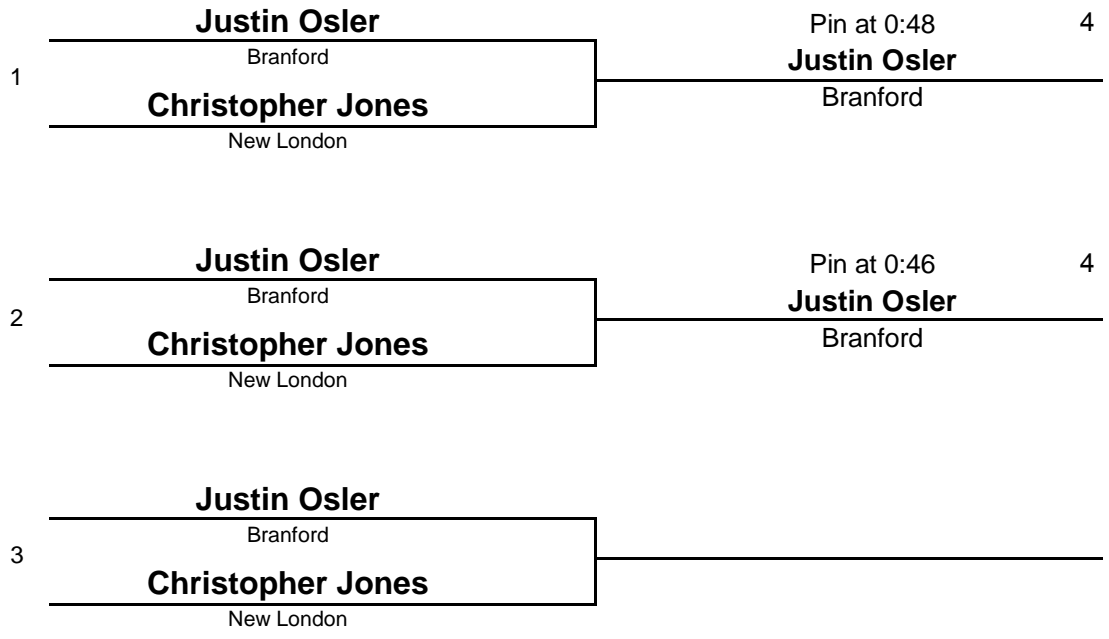 Justin Osler
Pin at 0:48 4
Branford
Justin Osler
1
Christopher Jones
Branford
New London
Justin Osler
Pin at 0:46 4
Branford
Justin Osler
2
Christopher Jones
Branford
New London
Justin Osler
Branford
3
Christopher Jones
New London